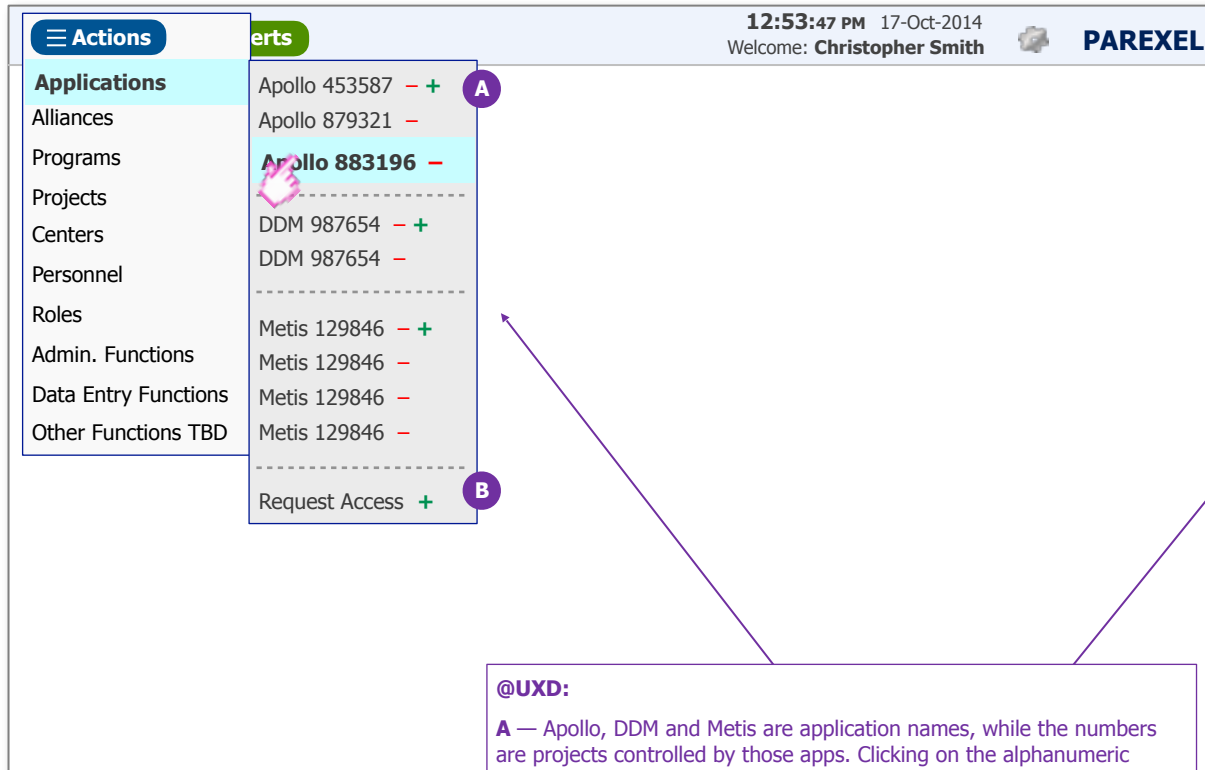 ☰ Actions
erts
12:53:47 PM 17-Oct-2014
Welcome: Christopher Smith
PAREXEL
Applications
Alliances
Programs
Projects
Centers
Personnel
Roles
Admin. Functions
Data Entry Functions
Other Functions TBD
Apollo 453587 – +
A
Apollo 879321 –
Apollo 883196 –
DDM 987654 – +
DDM 987654 –
Metis 129846 – +
Metis 129846 –
Metis 129846 –
Metis 129846 –
Request Access +
B
@UXD:
A — Apollo, DDM and Metis are application names, while the numbers
are projects controlled by those apps. Clicking on the alphanumeric